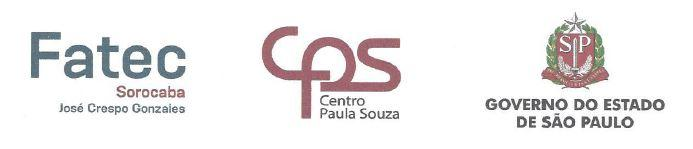 Fatec
Sorocaba
José Crespo Gonzales
CPS
Centro
Paula Souza
SP
GOVERNO DO ESTADO
DE SÃO PAULO